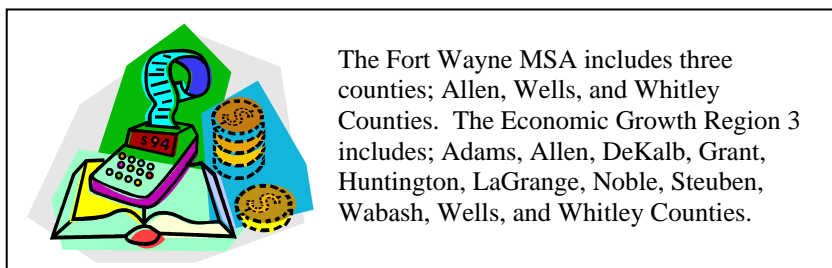 $94
The Fort Wayne MSA includes three
counties; Allen, Wells, and Whitley
Counties.  The Economic Growth Region 3
includes; Adams, Allen, DeKalb, Grant,
Huntington, LaGrange, Noble, Steuben,
Wabash, Wells, and Whitley Counties.